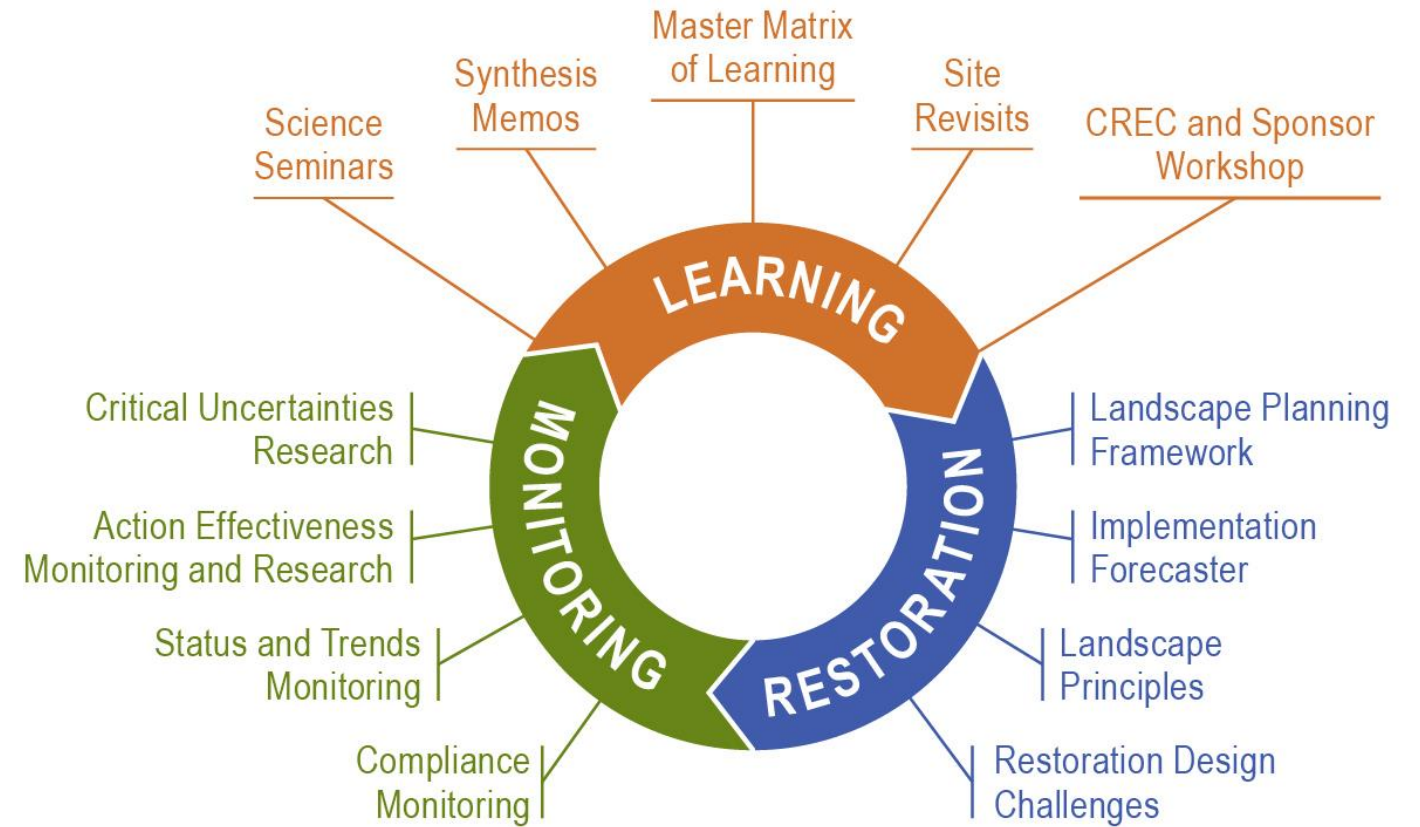 Master Matrix
of Learning
Synthesis
Memos
Site
Revisits
Science
Seminars
CREC and Sponsor
Workshop
LEARNING
MONITORING
RESTORATION
Critical Uncertainties
Research
Action Effectiveness
Monitoring and Research
Status and Trends
Monitoring
Compliance
Monitoring
Landscape Planning
Framework
Implementation
Forecaster
Landscape
Principles
Restoration Design
Challenges